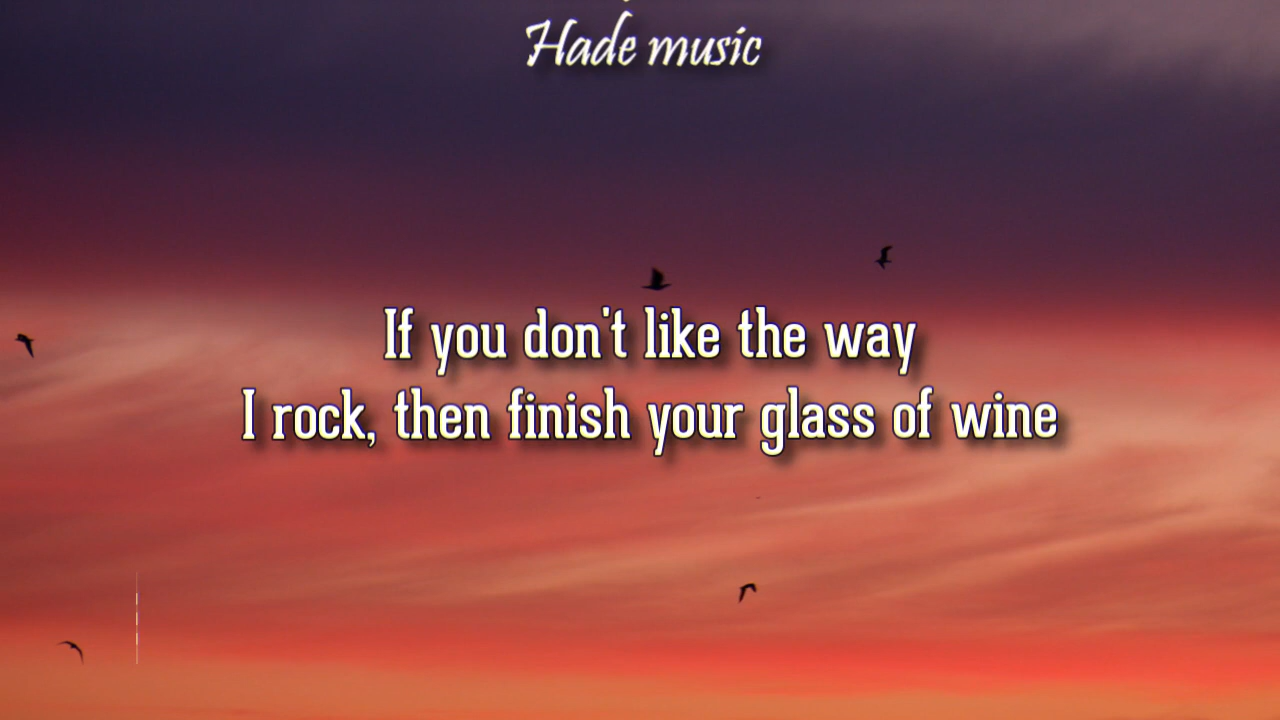 Hade music
If you don't like the way
I rock, then finish your glass of wine